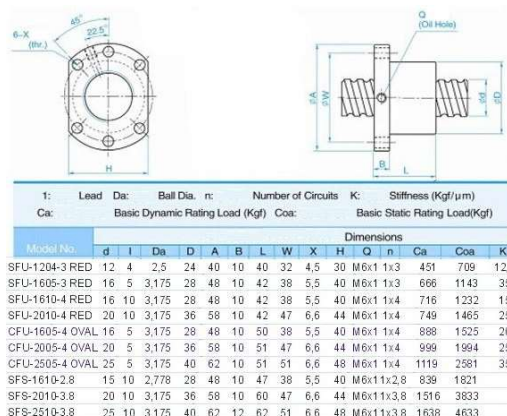 45°
22.5°
6-X
(thr.)
H
Q
(Oil Hole)
øA
øW
ød
øD
B
L
1: Lead Da: Ball Dia. n: Number of Circuits K: Stiffness (Kgf/μm)
Ca: Basic Dynamic Rating Load (Kgf) Coa: Basic Static Rating Load(Kgf)
Dimensions
Model No. d l Da D A B L W X H Q n Ca Coa K
SFU-1204-3 RED 12 4 2,5 24 40 10 40 32 4,5 30 M6x1 1x3 451 709
SFU-1605-3 RED 16 5 3,175 28 48 10 42 38 5,5 40 M6x1 1x3 666 1143
SFU-1610-4 RED 16 10 3,175 28 48 10 42 38 5,5 40 M6x1 1x4 716 1232
SFU-2010-4 RED 20 10 3,175 36 58 10 42 47 6,6 44 M6x1 1x4 749 1465
CFU-1605-4 OVAL 16 5 3,175 28 48 10 50 38 5,5 40 M6x1 1x4 888 1525
CFU-2005-4 OVAL 20 5 3,175 36 58 10 51 47 6,6 44 M6x1 1x4 999 1994
CFU-2505-4 OVAL 25 5 3,175 40 62 10 51 51 6,6 48 M6x1 1x4 1119 2581
SFS-1610-2.8 15 10 2,778 28 48 10 47 38 5,5 40 M6x1 1x2,8 839 1821
SFS-2010-3.8 20 10 3,175 36 58 10 60 47 6,6 44 M6x1 1x3,8 1516 3833
SFS-2510-3.8 25 10 3,175 40 62 12 62 51 6,6 48 M6x1 1x3,8 1633 4633